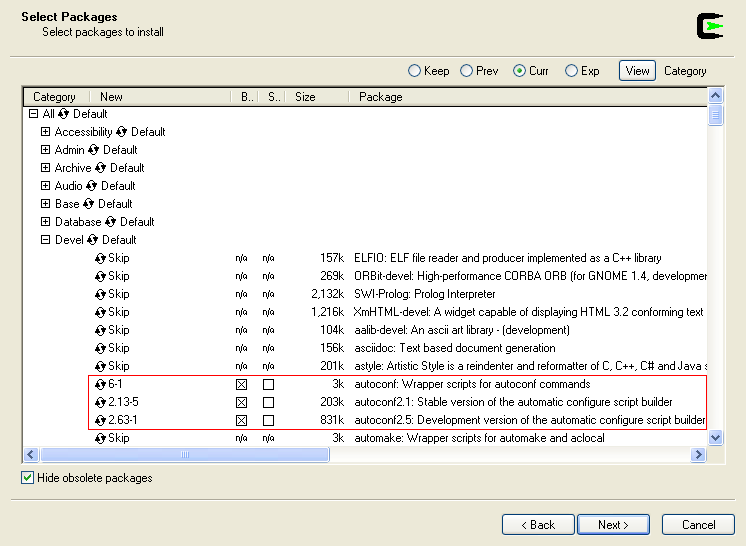 Select Packages
Select packages to install
Keep Prev Curr Exp View Category
Category New B.. S.. Size Package
All Default
Accessibility Default
Admin Default
Archive Default
Audio Default
Base Default
Database Default
Devel Default
Skip n/a n/a 157k ELFIO: ELF file reader and producer implemented as a C++ library
Skip n/a n/a 269k ORBit-devel: High-performance CORBA ORB (for GNOME 1.4, developmen
Skip n/a n/a 2,132k SWI-Prolog: Prolog Interpreter
Skip n/a n/a 1,216k XmHTML-devel: A widget capable of displaying HTML 3.2 conforming text
Skip n/a n/a 104k aalib-devel: An ascii art library - (development)
Skip n/a n/a 156k asciidoc: Text based document generation
Skip n/a n/a 201k astyle: Artistic Style is a reindenter and reformatter of C, C++, C# and Java s
6-1 3k autoconf: Wrapper scripts for autoconf commands
2.13-5 203k autoconf2.1: Stable version of the automatic configure script builder
2.63-1 831k autoconf2.5: Development version of the automatic configure script builder
Skip n/a n/a 3k automake: Wrapper scripts for automake and aclocal
Hide obsolete packages
< Back Next > Cancel